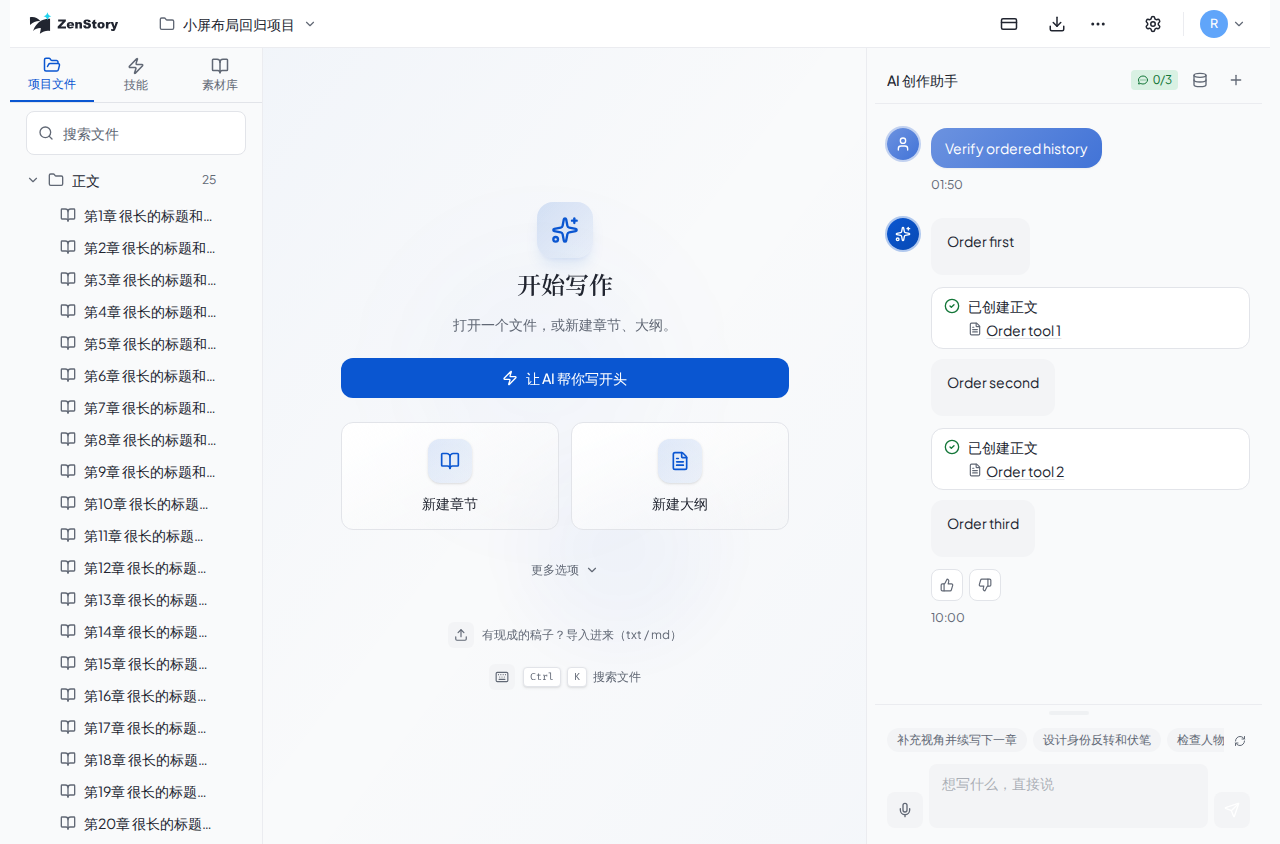 ZenStory
小屏布局回归项目
R
项目文件
技能
素材库
搜索文件
正文 25
第1章 很长的标题和...
第2章 很长的标题和...
第3章 很长的标题和...
第4章 很长的标题和...
第5章 很长的标题和...
第6章 很长的标题和...
第7章 很长的标题和...
第8章 很长的标题和...
第9章 很长的标题和...
第10章 很长的标题...
第11章 很长的标题...
第12章 很长的标题...
第13章 很长的标题...
第14章 很长的标题...
第15章 很长的标题...
第16章 很长的标题...
第17章 很长的标题...
第18章 很长的标题...
第19章 很长的标题...
第20章 很长的标题...
开始写作
打开一个文件，或新建章节、大纲。
让 AI 帮你写开头
新建章节
新建大纲
更多选项
有现成的稿子？导入进来（txt / md）
Ctrl K 搜索文件
AI 创作助手
0/3
Verify ordered history
01:50
Order first
已创建正文
Order tool 1
Order second
已创建正文
Order tool 2
Order third
10:00
补充视角并续写下一章
设计身份反转和伏笔
检查人物
想写什么，直接说